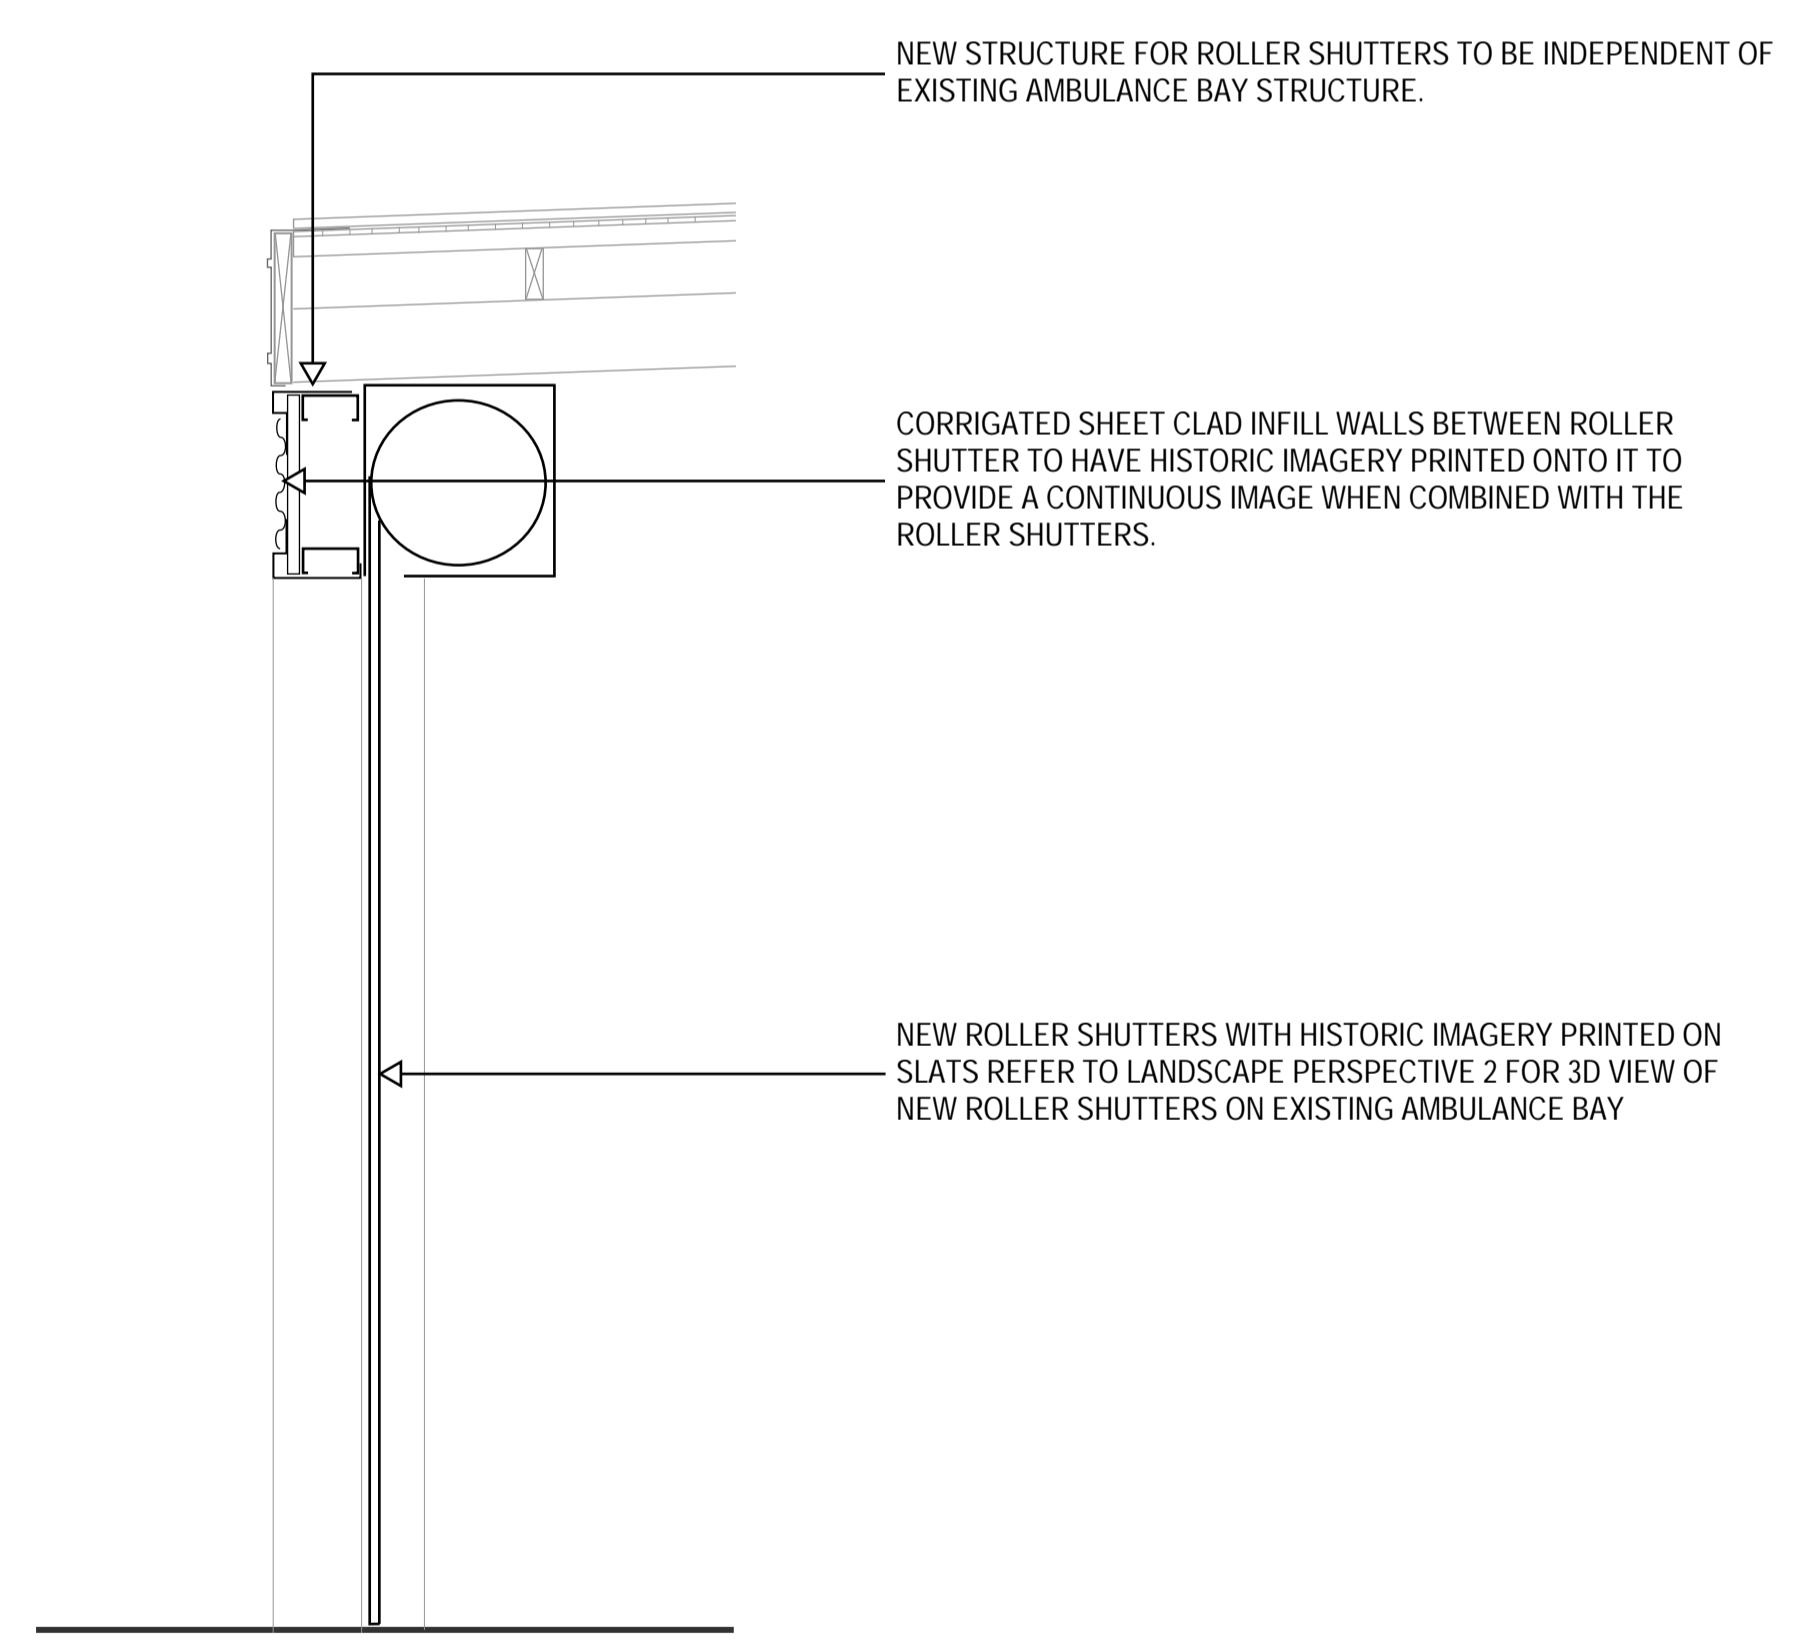 NEW STRUCTURE FOR ROLLER SHUTTERS TO BE INDEPENDENT OF
EXISTING AMBULANCE BAY STRUCTURE.
CORRIGATED SHEET CLAD INFILL WALLS BETWEEN ROLLER
SHUTTER TO HAVE HISTORIC IMAGERY PRINTED ONTO IT TO
PROVIDE A CONTINUOUS IMAGE WHEN COMBINED WITH THE
ROLLER SHUTTERS.
NEW ROLLER SHUTTERS WITH HISTORIC IMAGERY PRINTED ON
SLATS REFER TO LANDSCAPE PERSPECTIVE 2 FOR 3D VIEW OF
NEW ROLLER SHUTTERS ON EXISTING AMBULANCE BAY